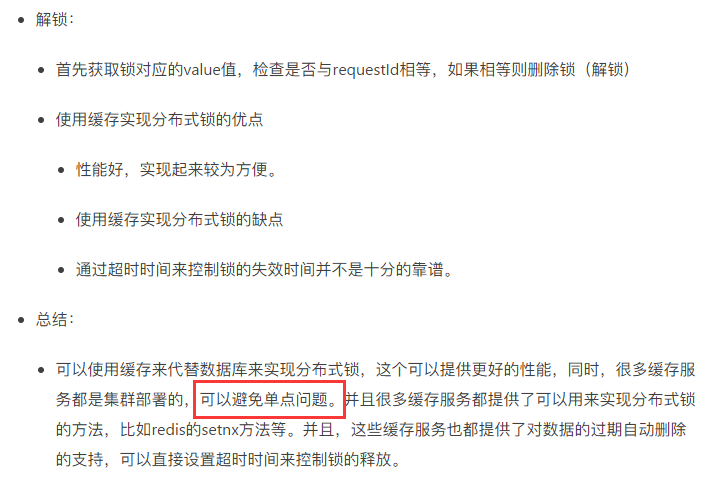 解锁：
首先获取锁对应的value值，检查是否与requestId相等，如果相等则删除锁（解锁）
使用缓存实现分布式锁的优点
性能好，实现起来较为方便。
使用缓存实现分布式锁的缺点
通过超时时间来控制锁的失效时间并不是十分的靠谱。
总结：
可以使用缓存来代替数据库来实现分布式锁，这个可以提供更好的性能，同时，很多缓存服
务都是集群部署的，可以避免单点问题。并且很多缓存服务都提供了可以用来实现分布式锁
的方法，比如redis的setnx方法等。并且，这些缓存服务也都提供了对数据的过期自动删除
的支持，可以直接设置超时时间来控制锁的释放。